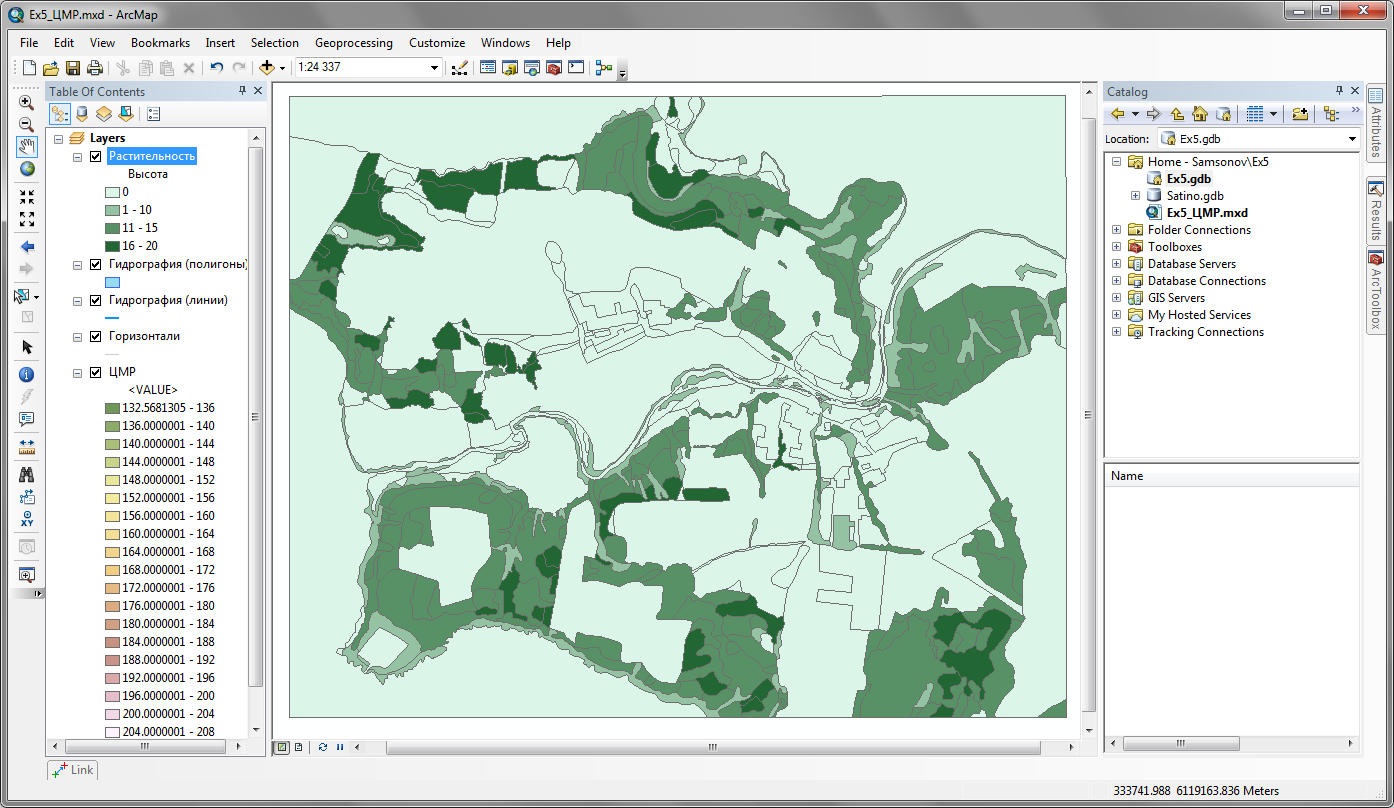 Ex5_ЦМР.mxd - ArcMap
File Edit View Bookmarks Insert Selection Geoprocessing Customize Windows Help
1:24 337
Table Of Contents
Layers
Растительность
Высота
0
1 - 10
11 - 15
16 - 20
Гидрография (полигоны)
Гидрография (линии)
Горизонтали
ЦМР
<VALUE>
132.5681305 - 136
136.0000001 - 140
140.0000001 - 144
144.0000001 - 148
148.0000001 - 152
152.0000001 - 156
156.0000001 - 160
160.0000001 - 164
164.0000001 - 168
168.0000001 - 172
172.0000001 - 176
176.0000001 - 180
180.0000001 - 184
184.0000001 - 188
188.0000001 - 192
192.0000001 - 196
196.0000001 - 200
200.0000001 - 204
204.0000001 - 208
XY
Link
Catalog
Location: Ex5.gdb
Home - Samsonov\Ex5
Ex5.gdb
Satino.gdb
Ex5_ЦМР.mxd
Folder Connections
Toolboxes
Database Servers
Database Connections
GIS Servers
My Hosted Services
Tracking Connections
Name
Attributes
Results
ArcToolbox
333741.988 6119163.836 Meters